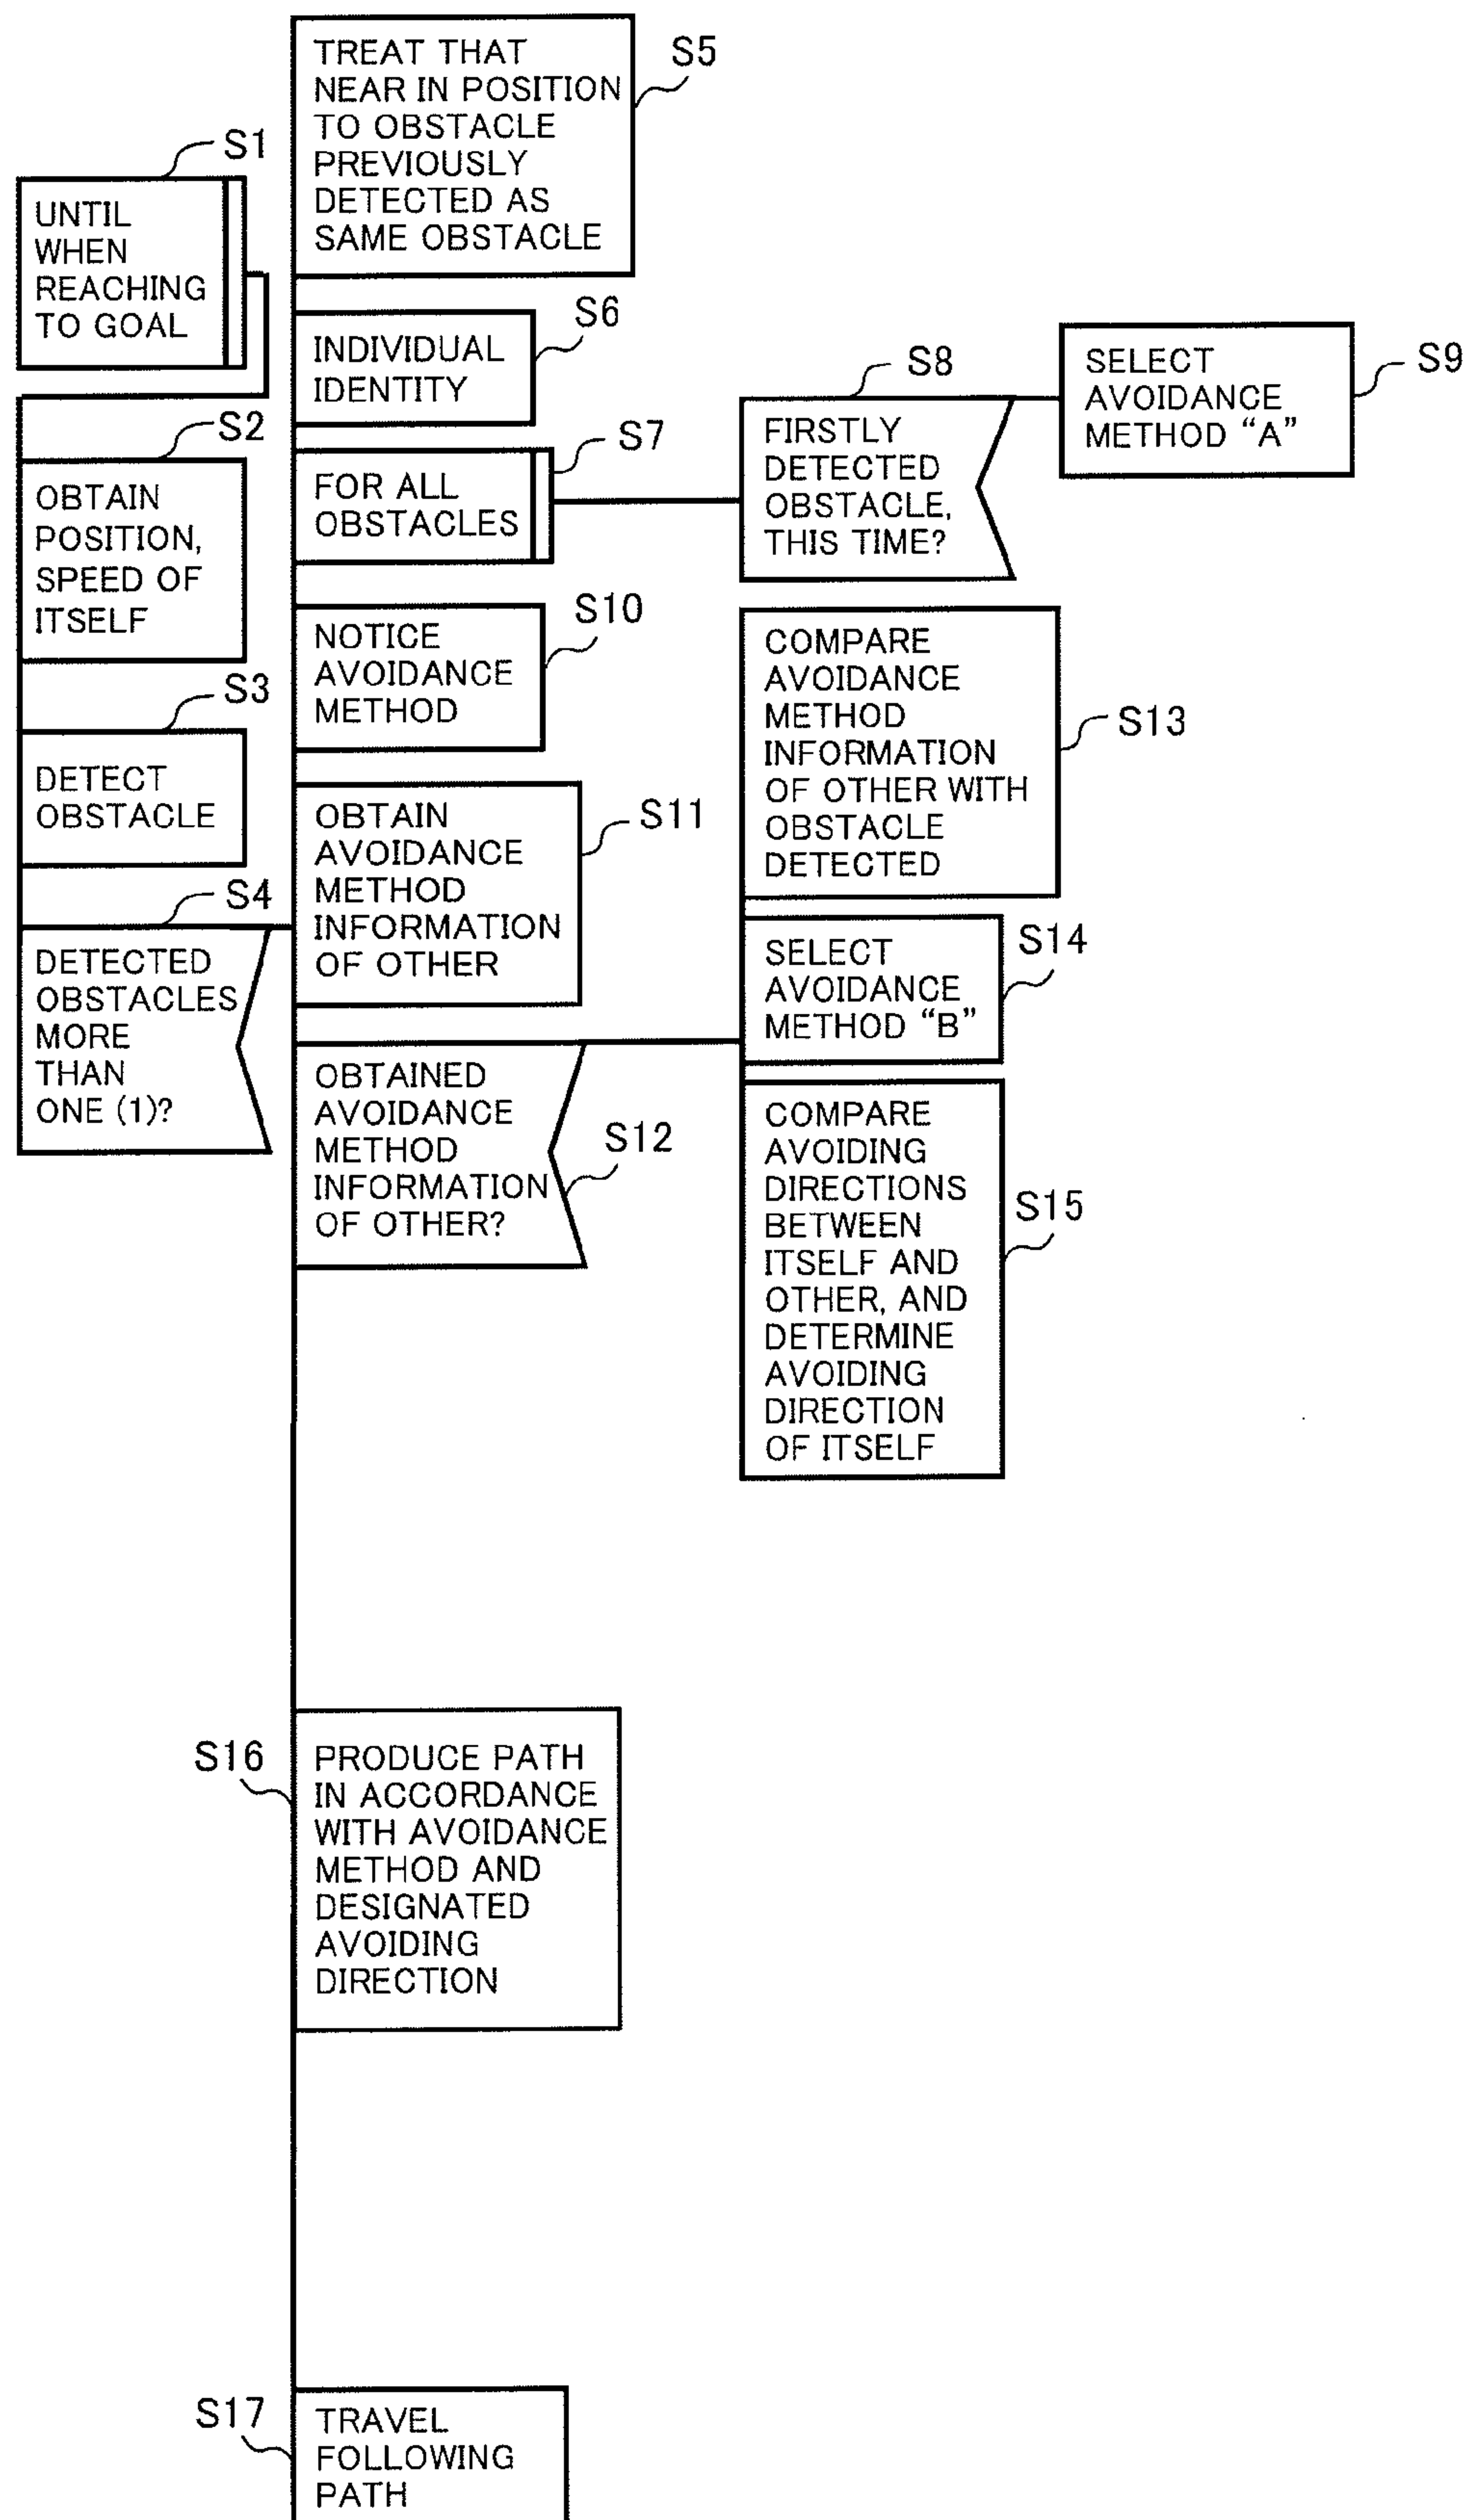 S1
UNTIL
WHEN
REACHING
TO GOAL
S2
OBTAIN
POSITION,
SPEED OF
ITSELF
S3
DETECT
OBSTACLE
S4
DETECTED
OBSTACLES
MORE
THAN
ONE (1)?
S5
TREAT THAT
NEAR IN POSITION
TO OBSTACLE
PREVIOUSLY
DETECTED AS
SAME OBSTACLE
S6
INDIVIDUAL
IDENTITY
S7
FOR ALL
OBSTACLES
S8
FIRSTLY
DETECTED
OBSTACLE,
THIS TIME?
S9
SELECT
AVOIDANCE
METHOD “A”
S10
NOTICE
AVOIDANCE
METHOD
S11
OBTAIN
AVOIDANCE
METHOD
INFORMATION
OF OTHER
S12
OBTAINED
AVOIDANCE
METHOD
INFORMATION
OF OTHER?
S13
COMPARE
AVOIDANCE
METHOD
INFORMATION
OF OTHER WITH
OBSTACLE
DETECTED
S14
SELECT
AVOIDANCE
METHOD “B”
S15
COMPARE
AVOIDING
DIRECTIONS
BETWEEN
ITSELF AND
OTHER, AND
DETERMINE
AVOIDING
DIRECTION
OF ITSELF
S16
PRODUCE PATH
IN ACCORDANCE
WITH AVOIDANCE
METHOD AND
DESIGNATED
AVOIDING
DIRECTION
S17
TRAVEL
FOLLOWING
PATH